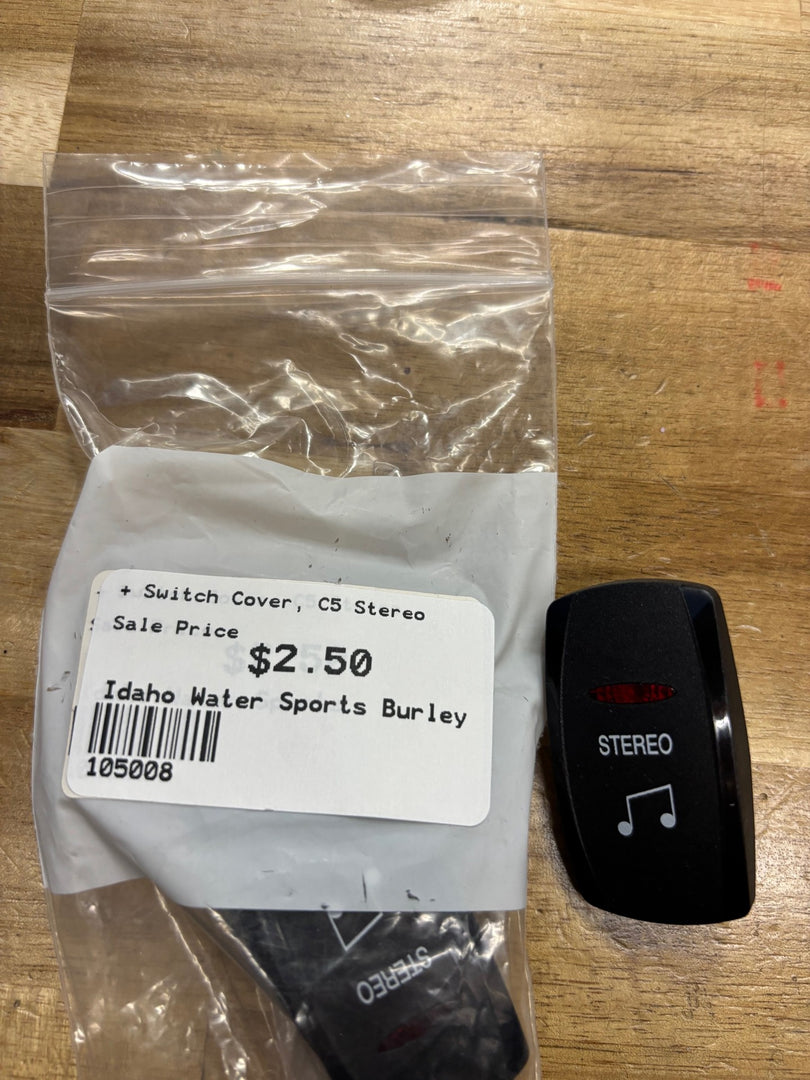 + Switch Cover, C5 Stereo
Sale Price
$2.50
Idaho Water Sports Burley
105008
STEREO
STEREO